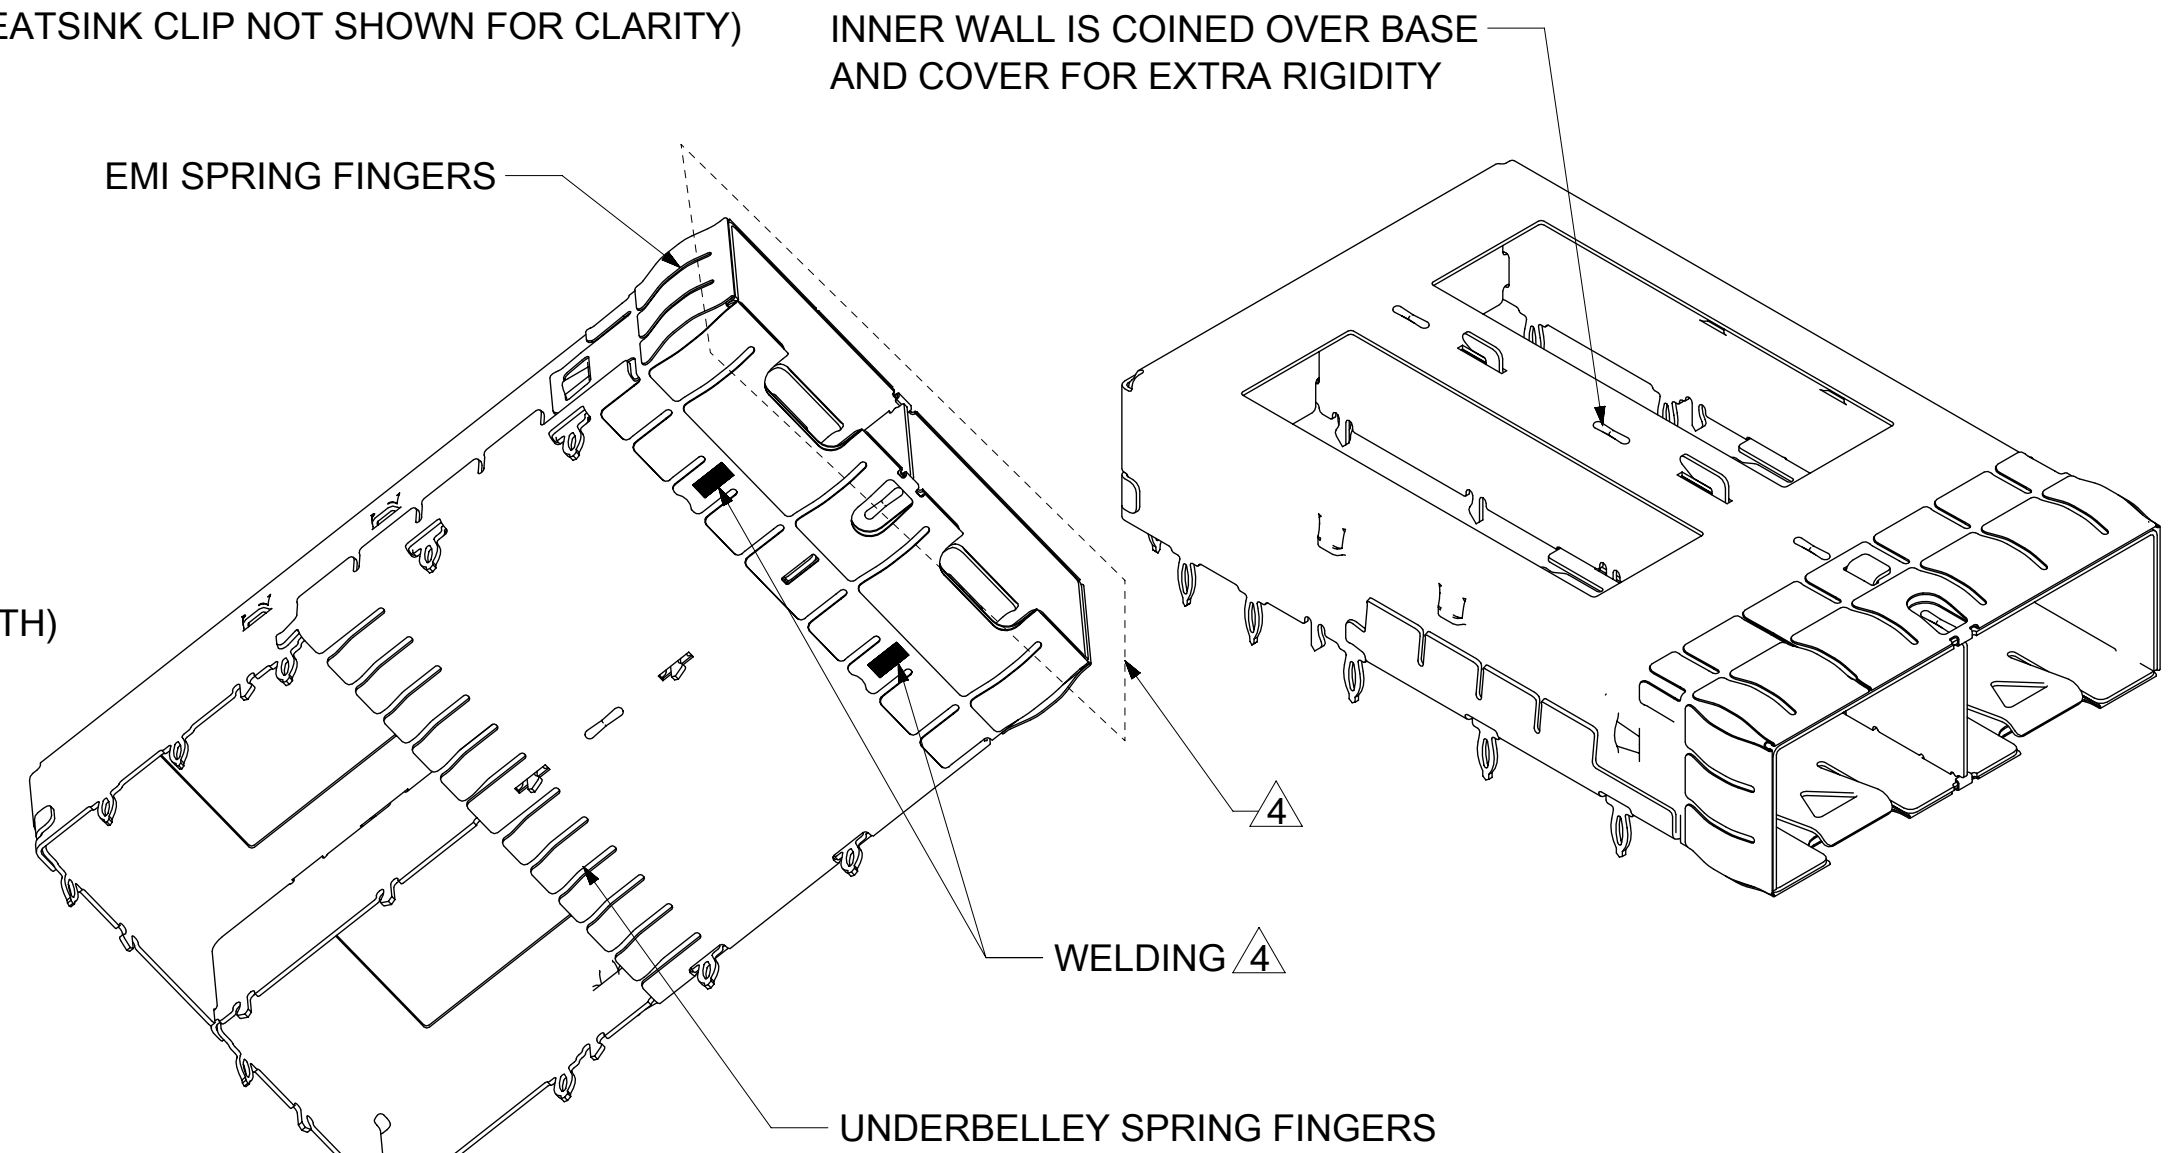 EATSINK CLIP NOT SHOWN FOR CLARITY)
INNER WALL IS COINED OVER BASE
AND COVER FOR EXTRA RIGIDITY
EMI SPRING FINGERS
TH)
4
WELDING 4
UNDERBELLEY SPRING FINGERS